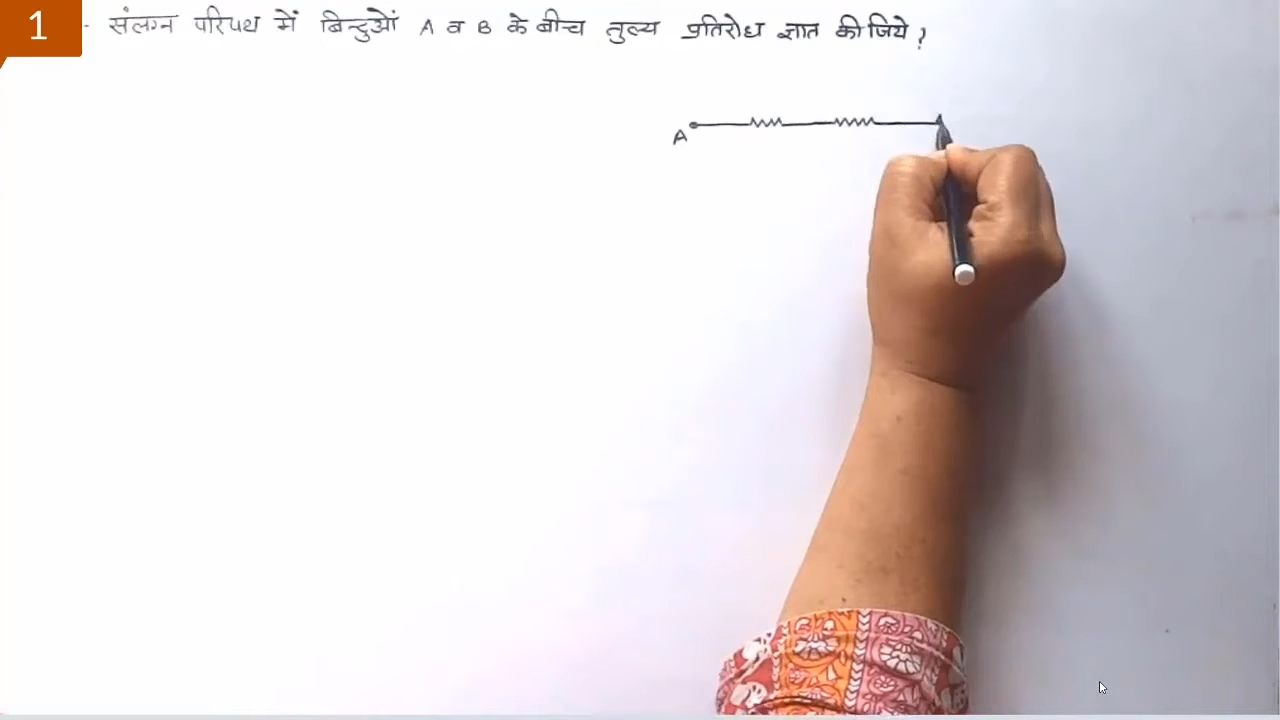 1
- संलग्न परिपथ में बिन्दुओं A व B के बीच तुल्य प्रतिरोध ज्ञात कीजिये ?
A